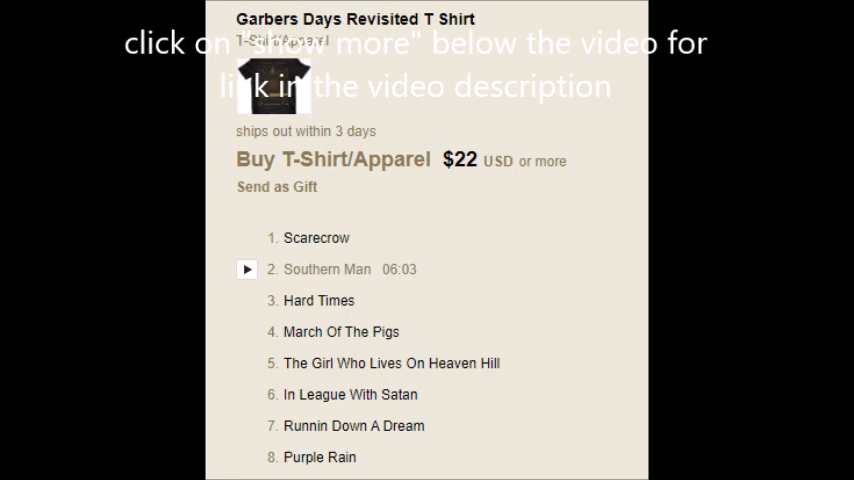 Garbers Days Revisited T Shirt
T-Shirt/Apparel
click on "show more" below the video for
link in the video description
ships out within 3 days
Buy T-Shirt/Apparel $22 USD or more
Send as Gift
1. Scarecrow
2. Southern Man 06:03
3. Hard Times
4. March Of The Pigs
5. The Girl Who Lives On Heaven Hill
6. In League With Satan
7. Runnin Down A Dream
8. Purple Rain